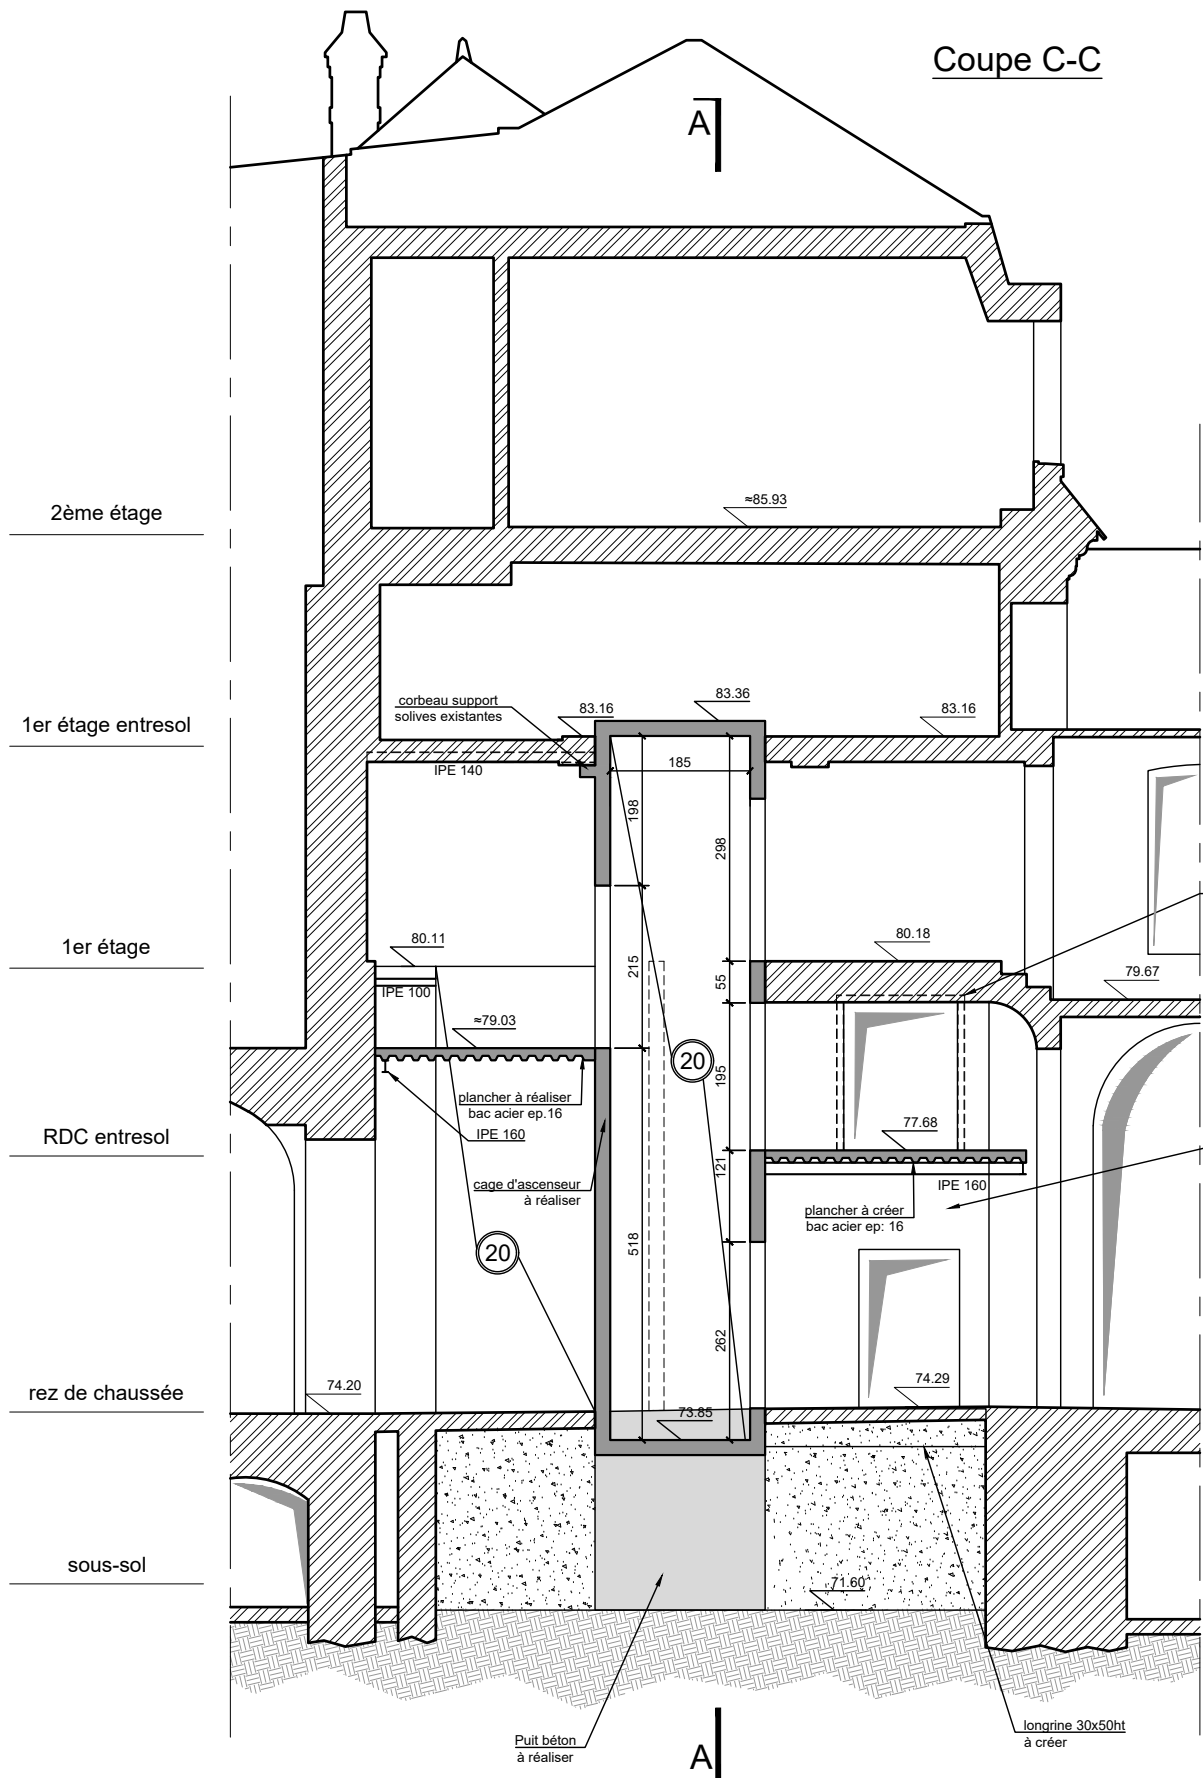 Coupe C-C
A
2ème étage
≈85.93
1er étage entresol
corbeau support
solives existantes
83.16
83.36
83.16
IPE 140
185
198
298
1er étage
80.11
80.18
79.67
IPE 100
215
55
≈79.03
20
195
plancher à réaliser
bac acier ep.16
IPE 160
RDC entresol
77.68
121
cage d'ascenseur
à réaliser
IPE 160
plancher à créer
bac acier ep: 16
20
518
262
rez de chaussée
74.20
74.29
73.85
sous-sol
71.60
Puit béton
à réaliser
longrine 30x50ht
à créer
A